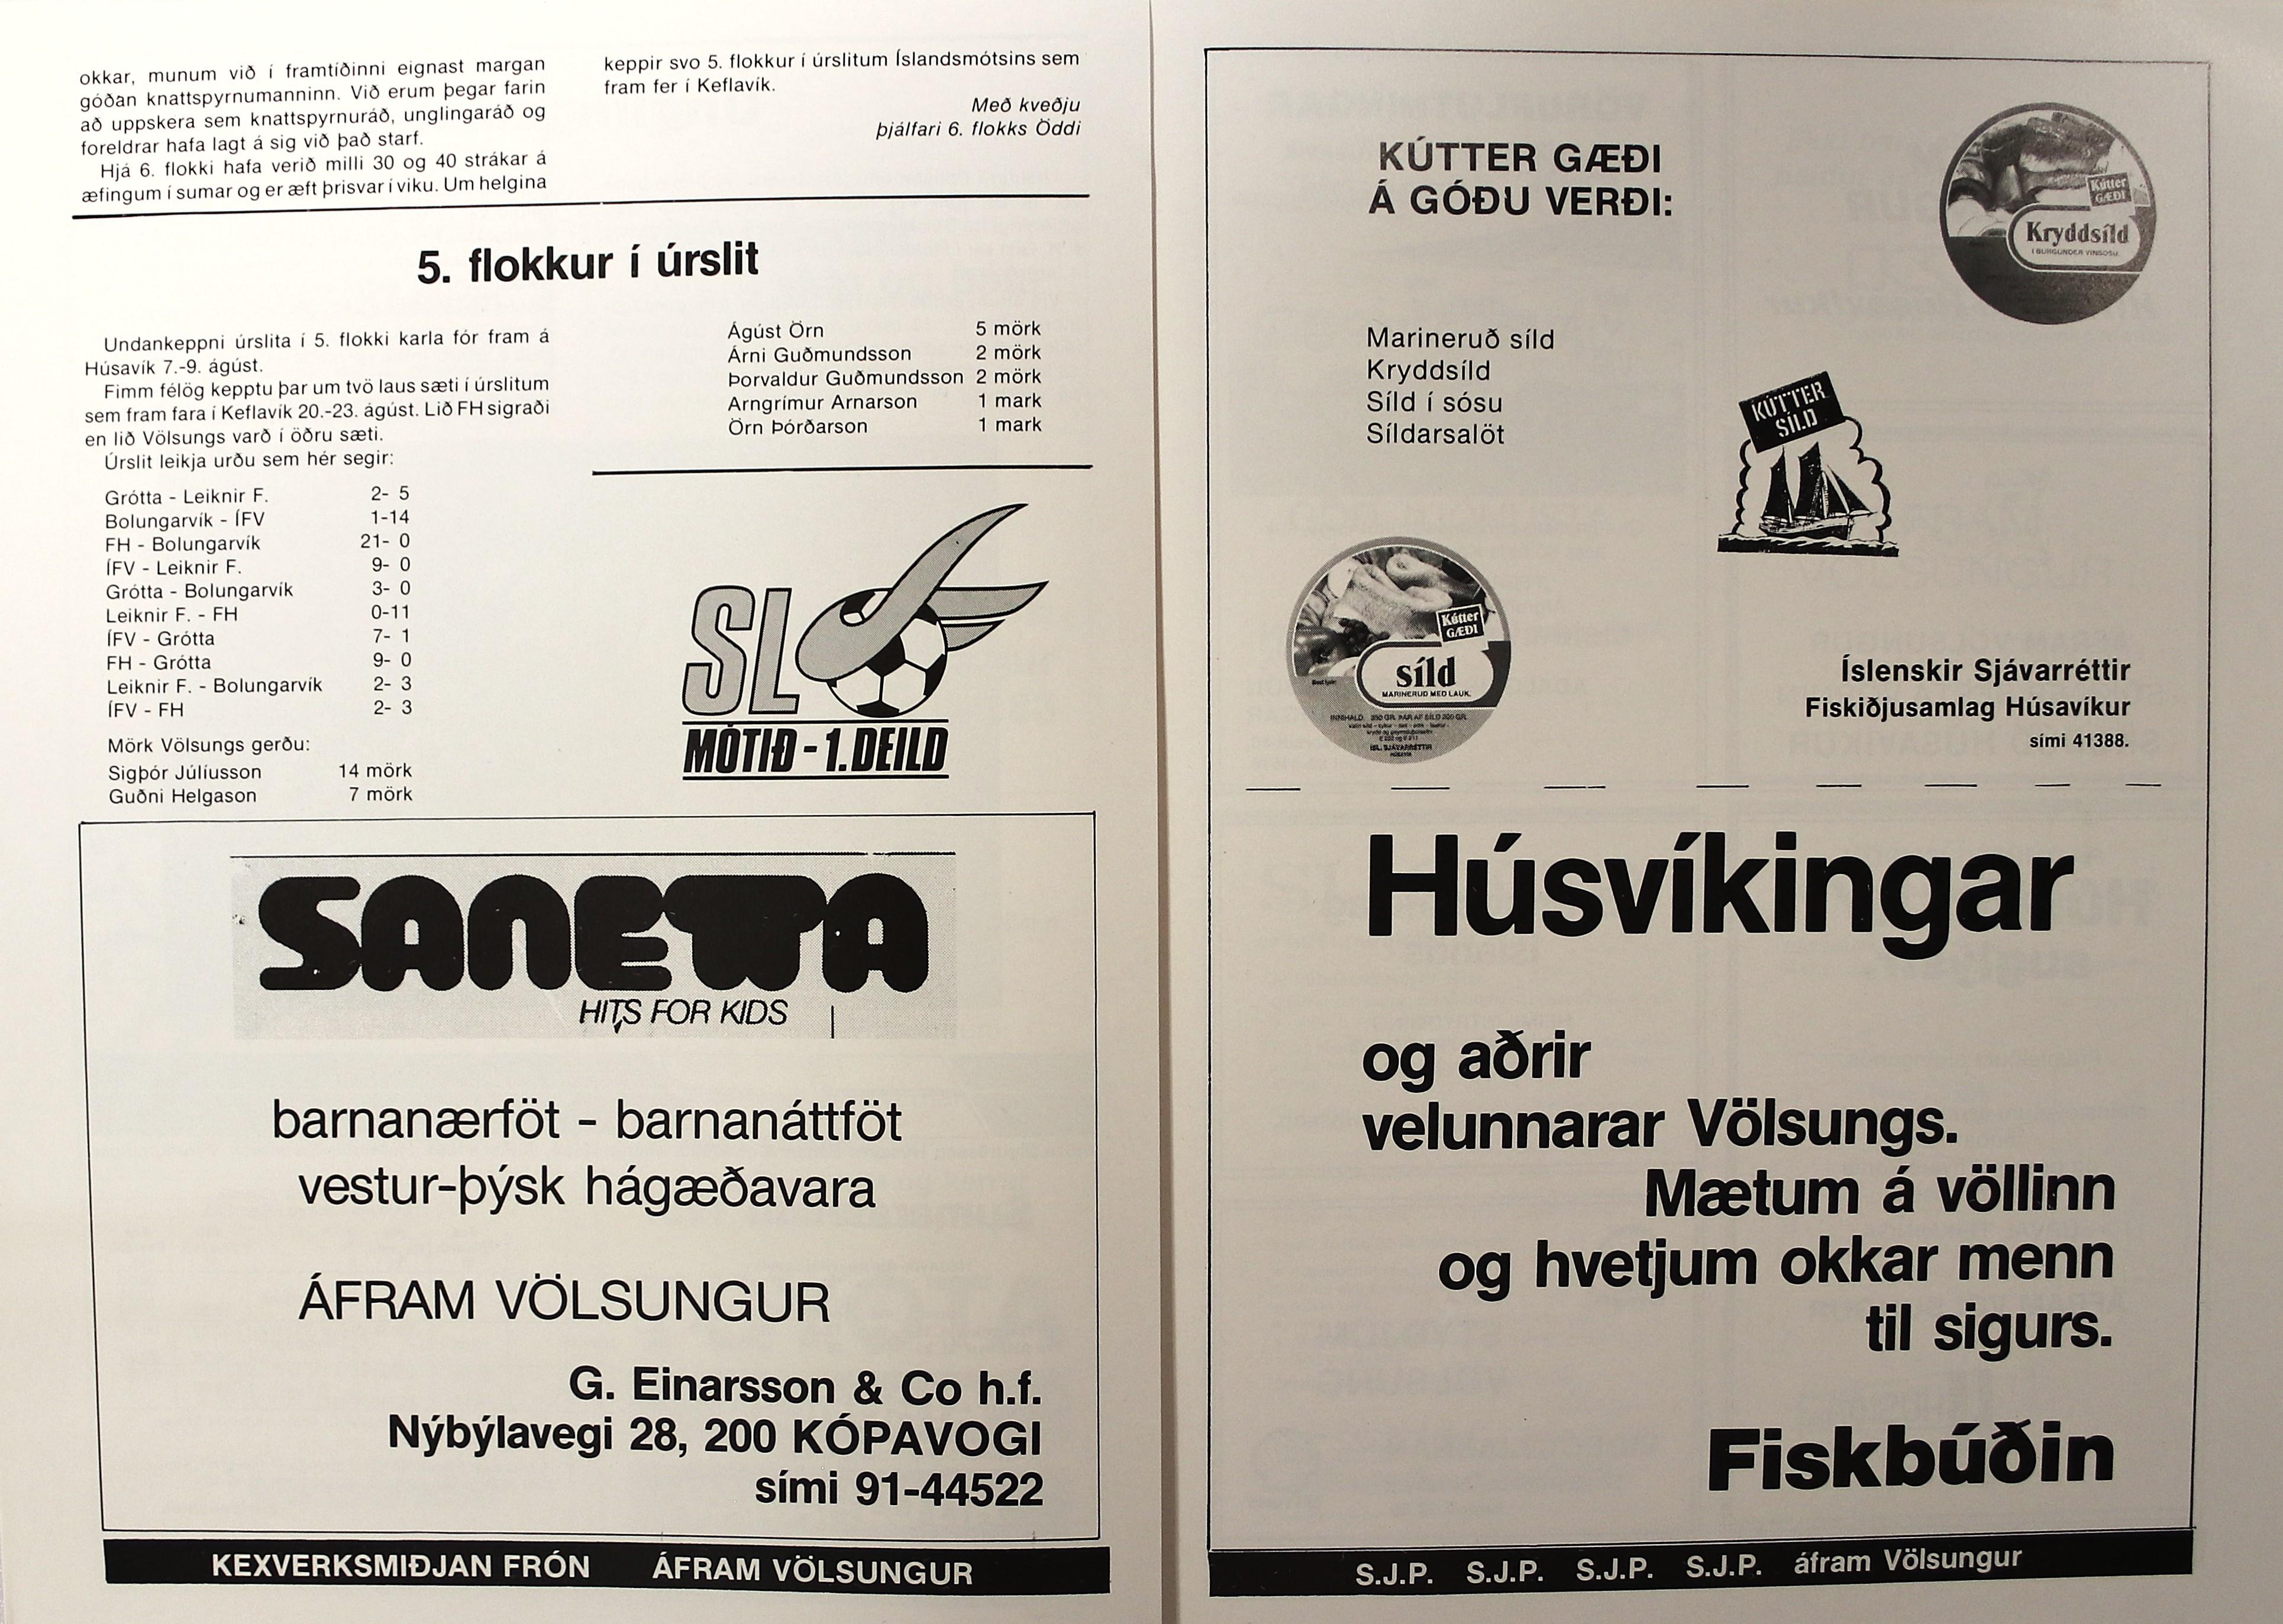 okkar, munum við í framtíðinni eignast margan
góðan knattspyrnumanninn. Við erum þegar farin
að uppskera sem knattspyrnuráð, unglingaráð og
foreldrar hafa lagt á sig við það starf.
Hjá 6. flokki hafa verið milli 30 og 40 strákar á
æfingum í sumar og er æft þrisvar í viku. Um helgina
keppir svo 5. flokkur í úrslitum Íslandsmótsins sem
fram fer í Keflavík.
Með kveðju
þjálfari 6. flokks Öddi
5. flokkur í úrslit
Undankeppni úrslita í 5. flokki karla fór fram á
Húsavík 7.-9. ágúst.
Fimm félög kepptu þar um tvö laus sæti í úrslitum
sem fram fara í Keflavík 20.-23. ágúst. Lið FH sigraði
en lið Völsungs varð í öðru sæti.
Úrslit leikja urðu sem hér segir:
Grótta - Leiknir F. 2- 5
Bolungarvík - ÍFV 1-14
FH - Bolungarvík 21- 0
ÍFV - Leiknir F. 9- 0
Grótta - Bolungarvík 3- 0
Leiknir F. - FH 0-11
ÍFV - Grótta 7- 1
FH - Grótta 9- 0
Leiknir F. - Bolungarvík 2- 3
ÍFV - FH 2- 3
Mörk Völsungs gerðu:
Sigþór Júlíusson 14 mörk
Guðni Helgason 7 mörk
Ágúst Örn 5 mörk
Árni Guðmundsson 2 mörk
Þorvaldur Guðmundsson 2 mörk
Arngrímur Arnarson 1 mark
Örn Þórðarson 1 mark
SL
MÓTIÐ - 1. DEILD
SANETTA
HITS FOR KIDS
barnanærföt - barnanáttföt
vestur-þýsk hágæðavara
ÁFRAM VÖLSUNGUR
G. Einarsson & Co h.f.
Nýbýlavegi 28, 200 KÓPAVOGI
sími 91-44522
KEXVERKSMIÐJAN FRÓN ÁFRAM VÖLSUNGUR
KÚTTER GÆÐI
Á GÓÐU VERÐI:
Kútter
GÆÐI
Kryddsíld
Í BURGUNDER VINSOSU
Marineruð síld
Kryddsíld
Síld í sósu
Síldarsalöt
KÚTTER
SÍLD
Kútter
GÆÐI
síld
MARINERUÐ MEÐ LAUK
ISL. SJÁVARRÉTTIR
Íslenskir Sjávarréttir
Fiskiðjusamlag Húsavíkur
sími 41388.
Húsvíkingar
og aðrir
velunnarar Völsungs.
Mætum á völlinn
og hvetjum okkar menn
til sigurs.
Fiskbúðin
S.J.P. S.J.P. S.J.P. S.J.P. áfram Völsungur